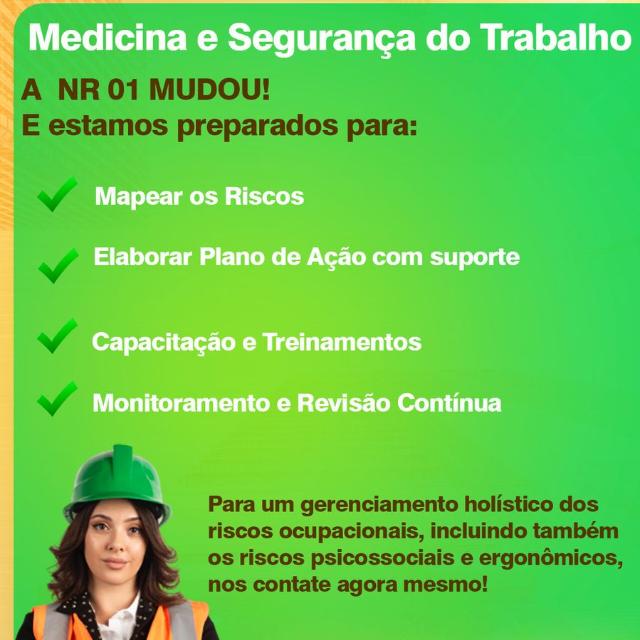 Medicina e Segurança do Trabalho
A NR 01 MUDOU!
E estamos preparados para:
Mapear os Riscos
Elaborar Plano de Ação com suporte
Capacitação e Treinamentos
Monitoramento e Revisão Contínua
Para um gerenciamento holístico dos
riscos ocupacionais, incluindo também
os riscos psicossociais e ergonômicos,
nos contate agora mesmo!